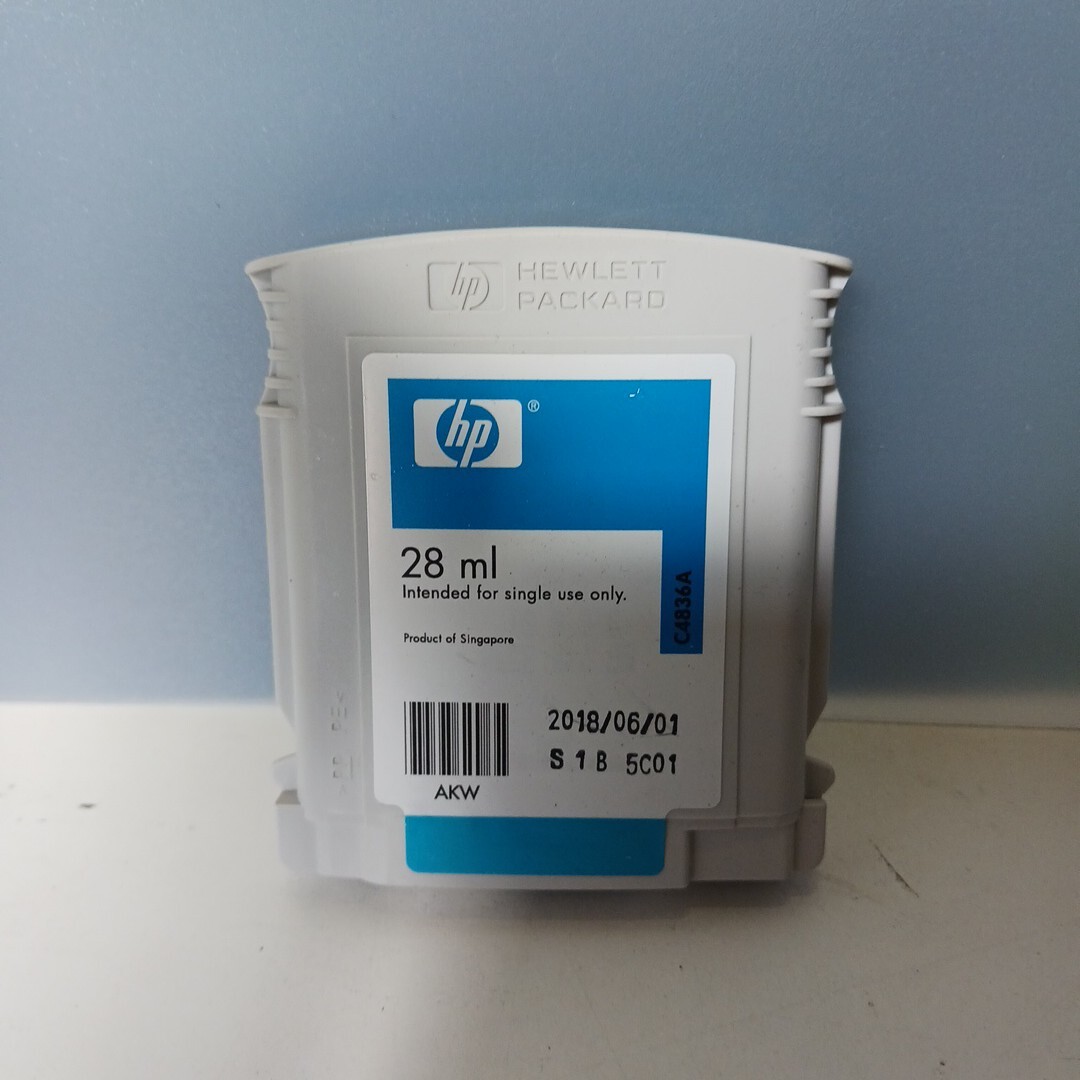 hp HEWLETT
PACKARD
hp ®
28 ml
Intended for single use only.
Product of Singapore
C4836A
2018/06/01
S 1 B 5C01
AKW